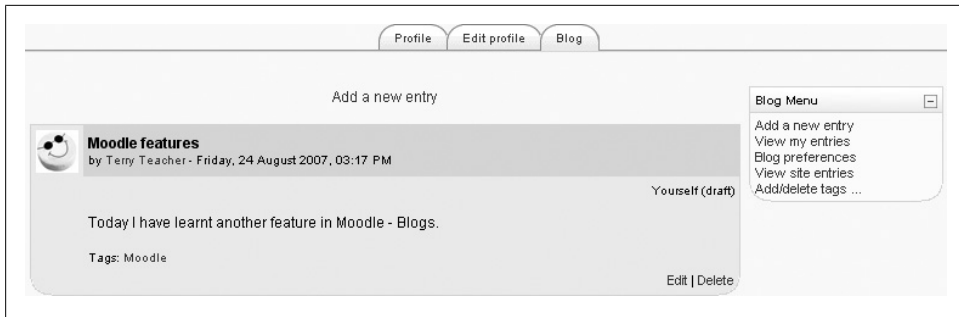 Profile Edit profile Blog
Add a new entry
Moodle features
by Terry Teacher - Friday, 24 August 2007, 03:17 PM
Yourself (draft)
Today I have learnt another feature in Moodle - Blogs.
Tags: Moodle
Edit | Delete
Blog Menu
Add a new entry
View my entries
Blog preferences
View site entries
Add/delete tags ...